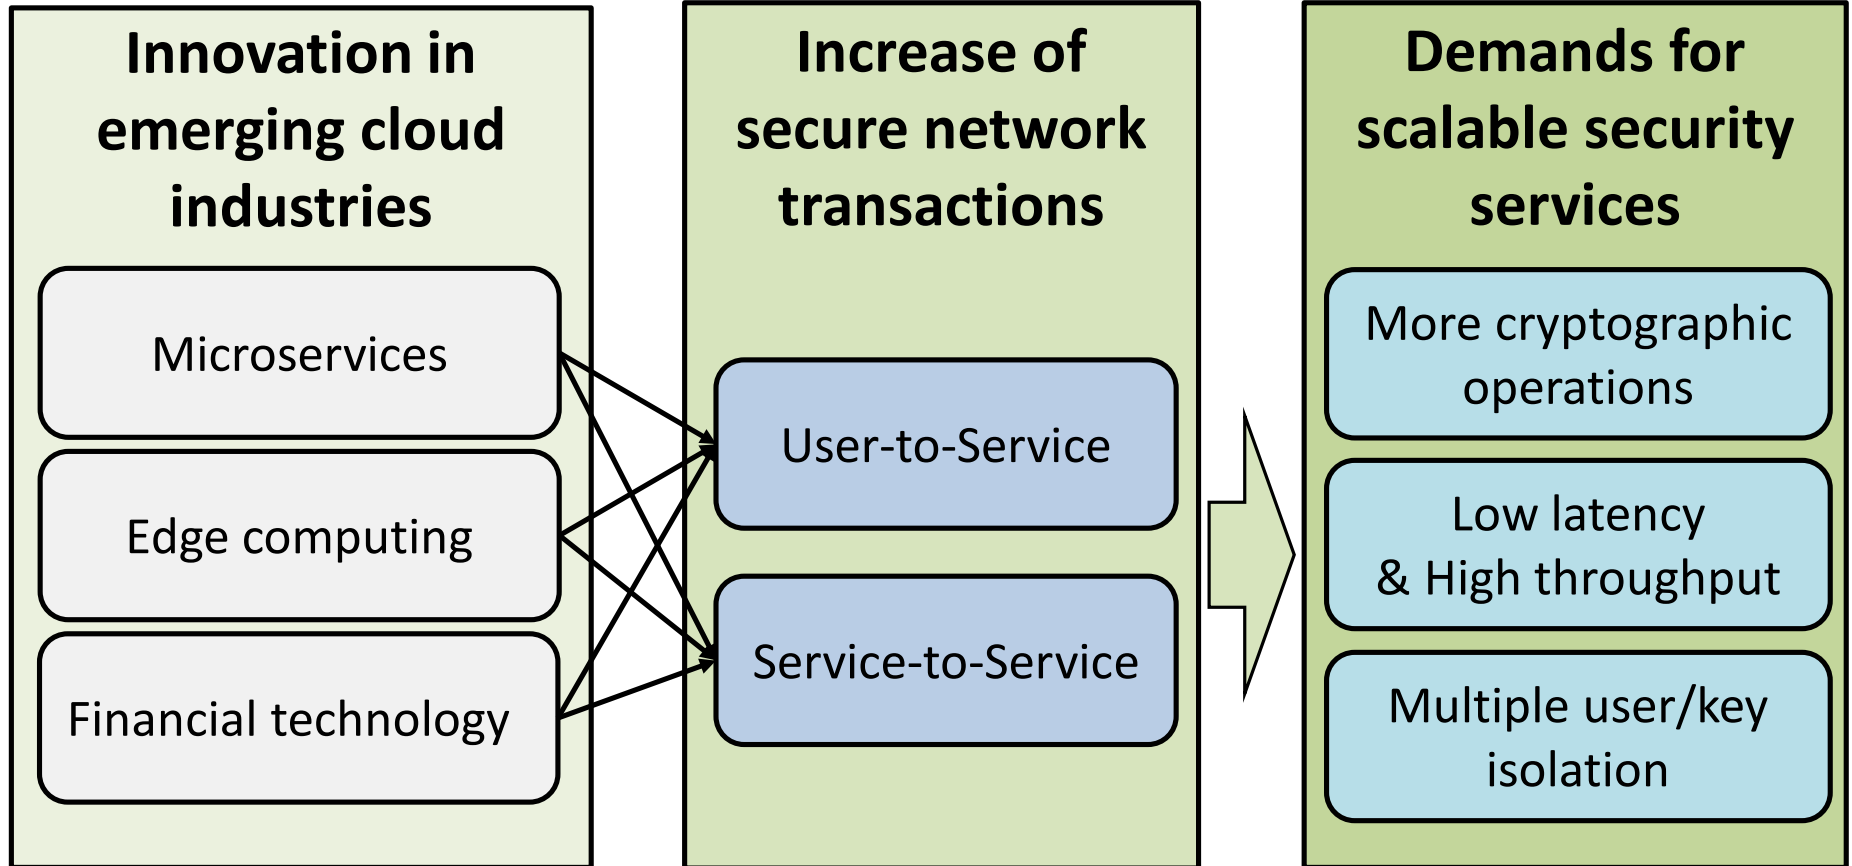 Innovation in
emerging cloud
industries
Microservices
Edge computing
Financial technology
Increase of
secure network
transactions
User-to-Service
Service-to-Service
Demands for
scalable security
services
More cryptographic
operations
Low latency
& High throughput
Multiple user/key
isolation